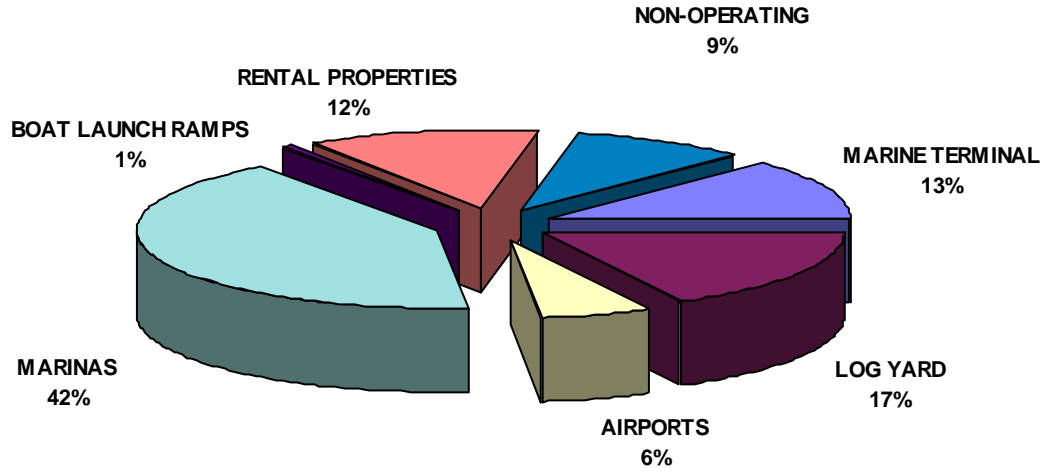 NON-OPERATING
9%
RENTAL PROPERTIES
12%
BOAT LAUNCH RAMPS
1%
MARINE TERMINAL
13%
MARINAS
42%
LOG YARD
17%
AIRPORTS
6%